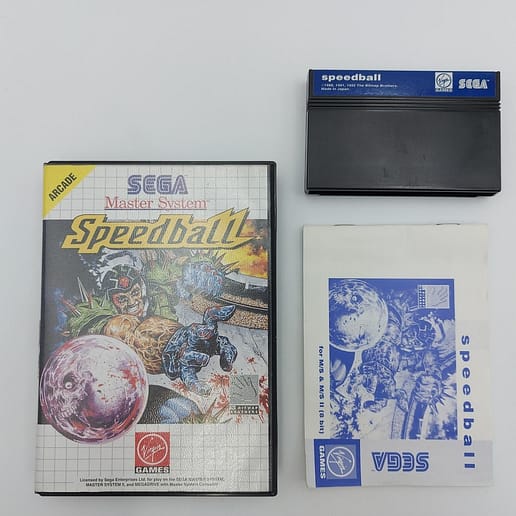 ARCADE
SEGA
Master System
Speedball
Virgin
GAMES
Licensed by Sega Enterprises Ltd. for play on the SEGA MASTER SYSTEM,
MASTER SYSTEM II, and MEGADRIVE with Master System Converter
speedball
1988, 1991, 1992 The Bitmap Brothers.
Made in Japan.
Virgin
GAMES
SEGA
speedball
for M/S & M/S II (8 bit)
Virgin
GAMES
SEGA